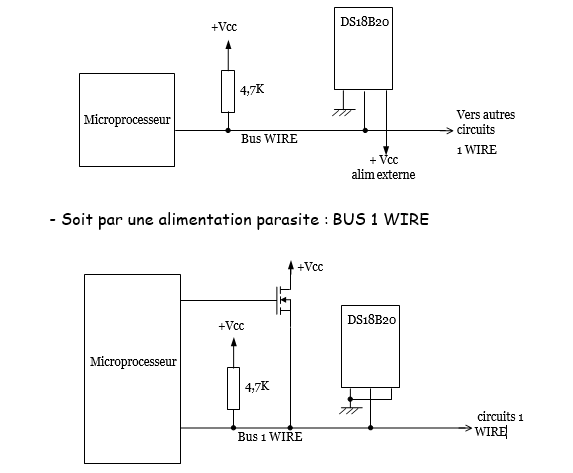 +Vcc
DS18B20
4,7K
Microprocesseur
Bus WIRE
Vers autres
circuits
1 WIRE
+ Vcc
alim externe
- Soit par une alimentation parasite : BUS 1 WIRE
+Vcc
DS18B20
+Vcc
Microprocesseur
4,7K
Bus 1 WIRE
circuits 1
WIRE